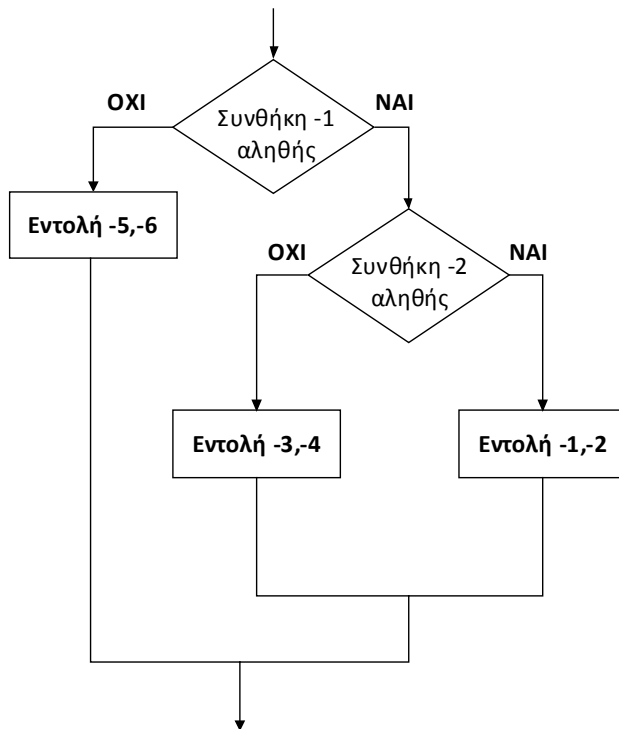 ΟΧΙ
ΝΑΙ
Συνθήκη -1
αληθής
Εντολή -5,-6
ΟΧΙ
ΝΑΙ
Συνθήκη -2
αληθής
Εντολή -3,-4
Εντολή -1,-2